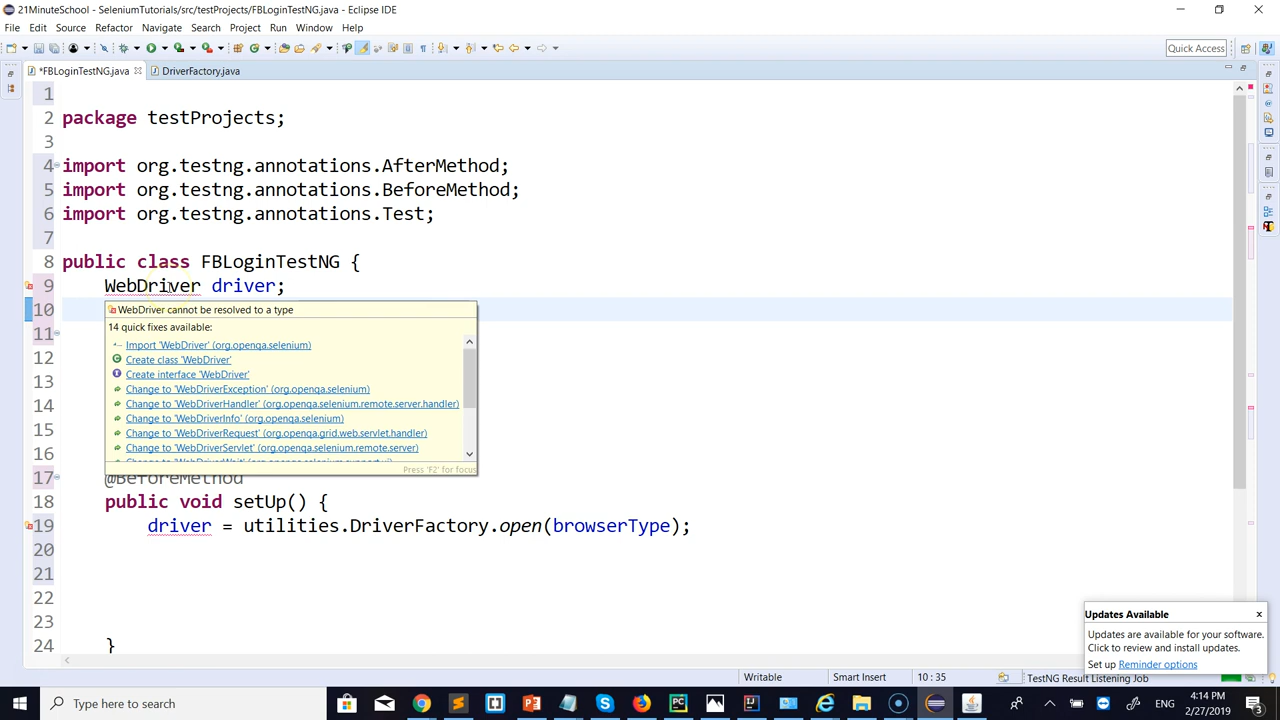 21MinuteSchool - SeleniumTutorials/src/testProjects/FBLoginTestNG.java - Eclipse IDE
File Edit Source Refactor Navigate Search Project Run Window Help
Quick Access
*FBLoginTestNG.java DriverFactory.java
1
2 package testProjects;
3
4 import org.testng.annotations.AfterMethod;
5 import org.testng.annotations.BeforeMethod;
6 import org.testng.annotations.Test;
7
8 public class FBLoginTestNG {
9 WebDriver driver;
10 WebDriver cannot be resolved to a type
14 quick fixes available:
11 Import 'WebDriver' (org.openqa.selenium)
12 Create class 'WebDriver'
Create interface 'WebDriver'
13 Change to 'WebDriverException' (org.openqa.selenium)
14 Change to 'WebDriverHandler' (org.openqa.selenium.remote.server.handler)
Change to 'WebDriverInfo' (org.openqa.selenium)
15 Change to 'WebDriverRequest' (org.openqa.grid.web.servlet.handler)
16 Change to 'WebDriverServlet' (org.openqa.selenium.remote.server)
Press 'F2' for focus
17 @BeforeMethod
18 public void setUp() {
19 driver = utilities.DriverFactory.open(browserType);
20
21
22
23
24 }
Updates Available
Updates are available for your software.
Click to review and install updates.
Set up Reminder options
Writable Smart Insert 10 : 35 TestNG Result Listening Job
Type here to search
ENG
4:14 PM
2/27/2019
3